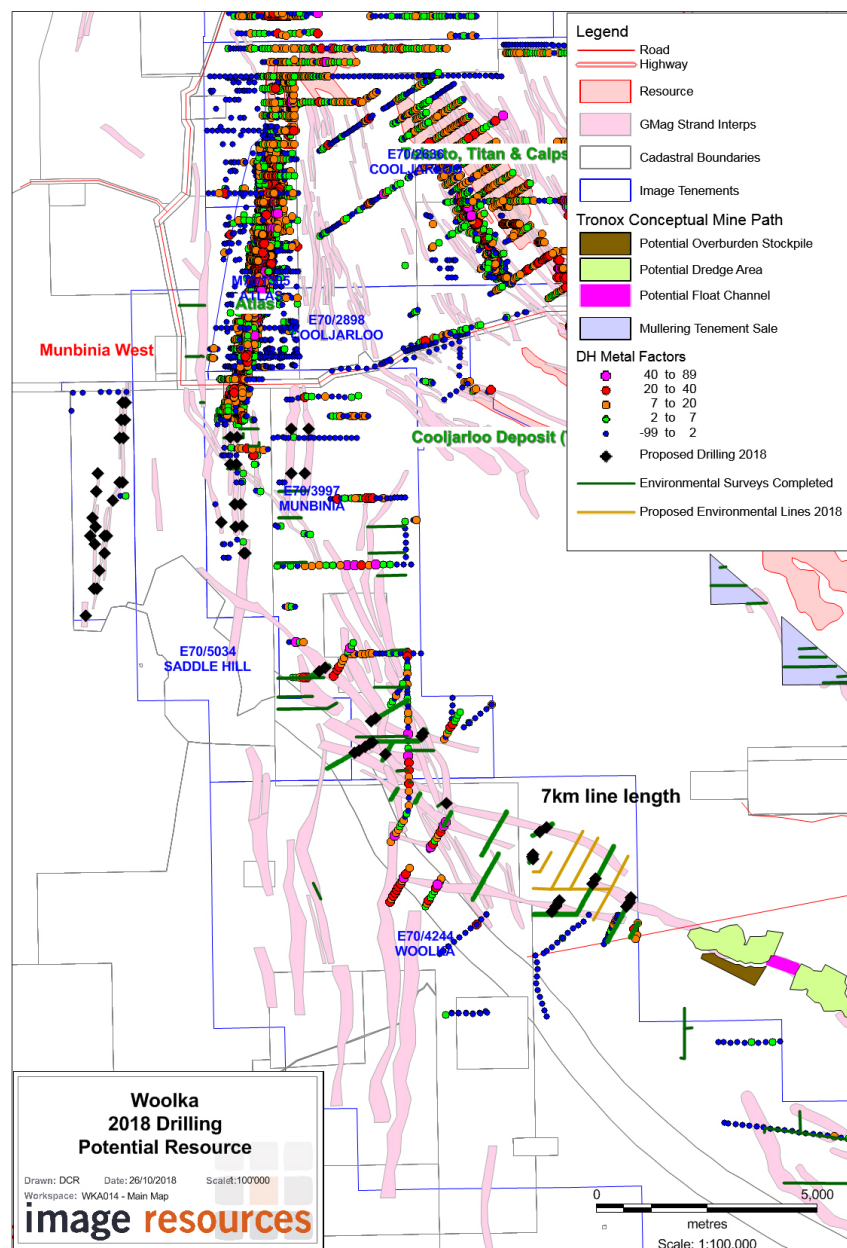 Legend
Road
Highway
Resource
GMag Strand Interps
Cadastral Boundaries
Image Tenements
Tronox Conceptual Mine Path
Potential Overburden Stockpile
Potential Dredge Area
Potential Float Channel
Mullering Tenement Sale
DH Metal Factors
40 to 89
20 to 40
7 to 20
2 to 7
-99 to 2
Proposed Drilling 2018
Environmental Surveys Completed
Proposed Environmental Lines 2018
Titan & Calps
COOLJARLOO
ATLAS
Atlas
E70/2898
COOLJARLOO
Munbinia West
Cooljarloo Deposit (
E70/3997
MUNBINIA
E70/5034
SADDLE HILL
7km line length
E70/4244
WOOLKA
Woolka
2018 Drilling
Potential Resource
Drawn: DCR Date: 26/10/2018 Scale1:100'000
Workspace: WKA014 - Main Map
image resources
0 5,000
metres
Scale: 1:100,000